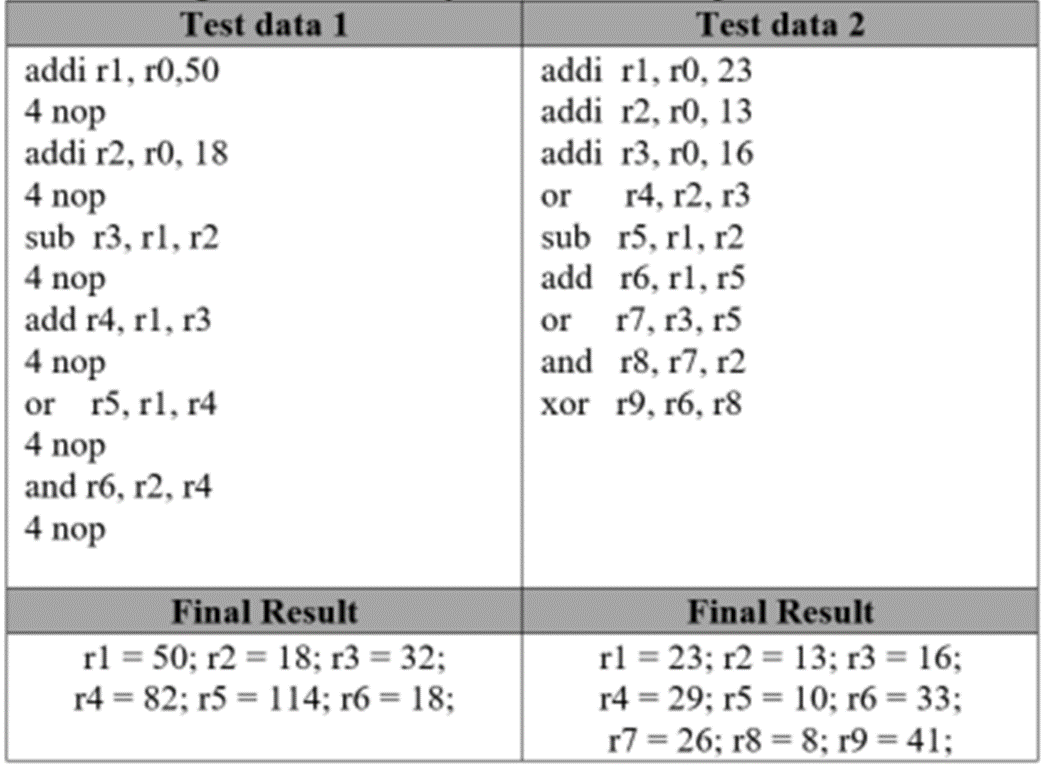 Test data 1
addi r1, r0,50
4 nop
addi r2, r0, 18
4 nop
sub r3, r1, r2
4 nop
add r4, r1, r3
4 nop
or r5, r1, r4
4 nop
and r6, r2, r4
4 nop
Test data 2
addi r1, r0, 23
addi r2, r0, 13
addi r3, r0, 16
or r4, r2, r3
sub r5, r1, r2
add r6, r1, r5
or r7, r3, r5
and r8, r7, r2
xor r9, r6, r8
Final Result
r1 = 50; r2 = 18; r3 = 32;
r4 = 82; r5 = 114; r6 = 18;
Final Result
r1 = 23; r2 = 13; r3 = 16;
r4 = 29; r5 = 10; r6 = 33;
r7 = 26; r8 = 8; r9 = 41;